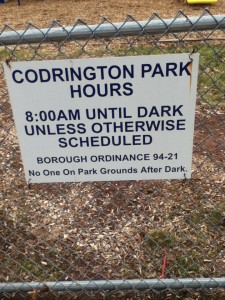 CODRINGTON PARK
HOURS
8:00AM UNTIL DARK
UNLESS OTHERWISE
SCHEDULED
BOROUGH ORDINANCE 94-21
No One On Park Grounds After Dark.